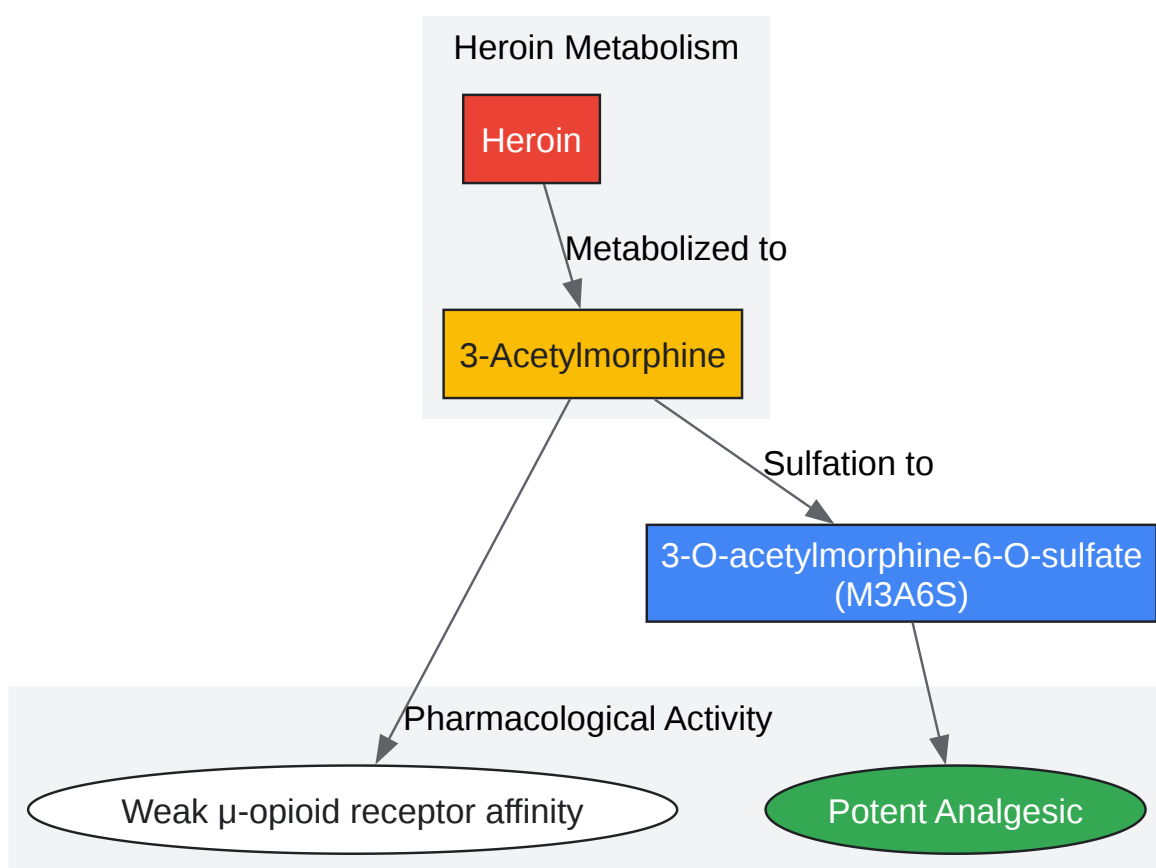 Heroin Metabolism
Heroin
Metabolized to
3-Acetylmorphine
Sulfation to
3-O-acetylmorphine-6-O-sulfate
(M3A6S)
Pharmacological Activity
Weak μ-opioid receptor affinity
Potent Analgesic